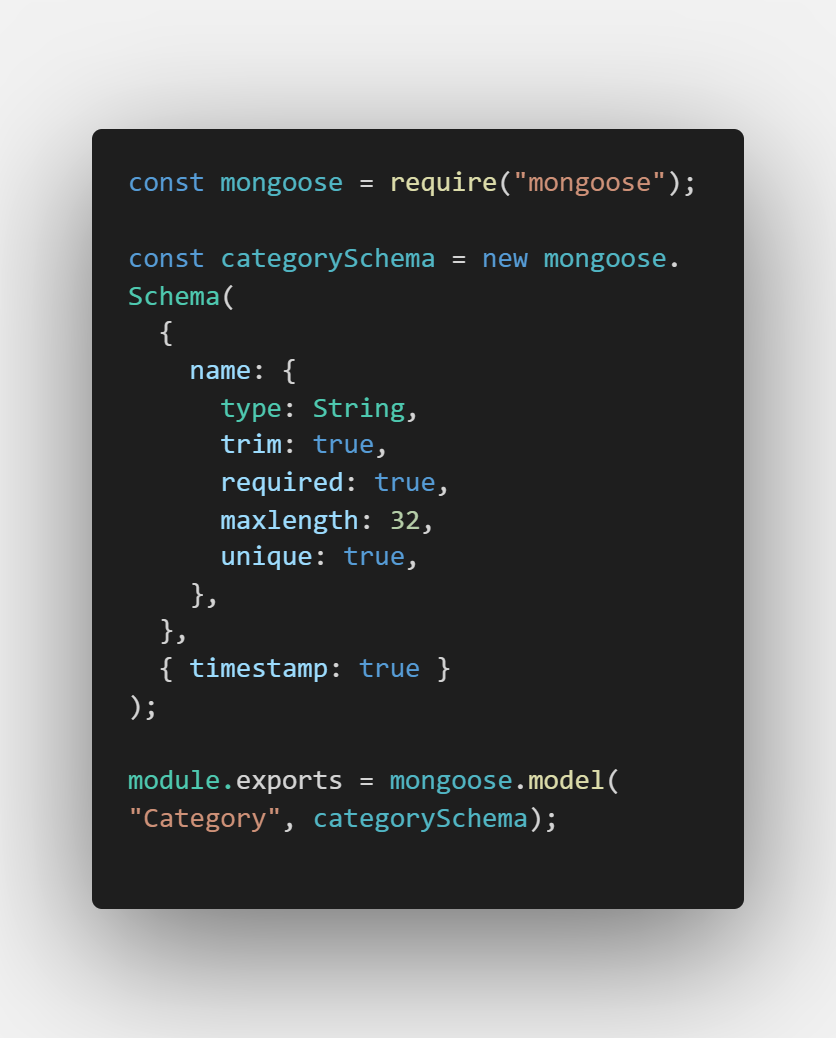 const mongoose = require("mongoose");
const categorySchema = new mongoose.
Schema(
  {
    name: {
      type: String,
      trim: true,
      required: true,
      maxlength: 32,
      unique: true,
    },
  },
  { timestamp: true }
);
module.exports = mongoose.model(
"Category", categorySchema);